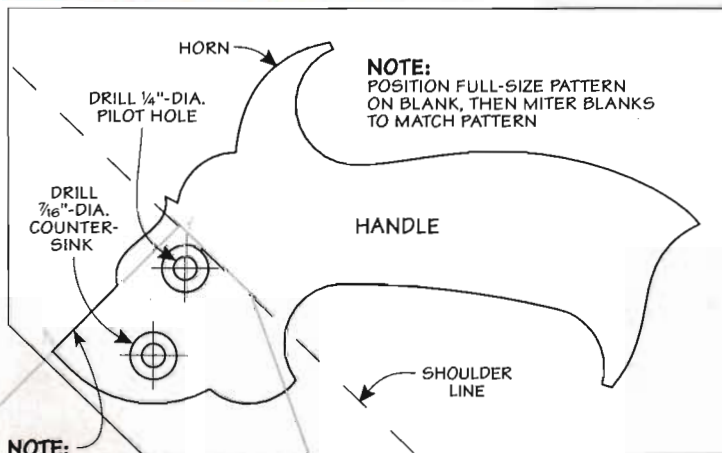 HORN
NOTE:
POSITION FULL-SIZE PATTERN
ON BLANK, THEN MITER BLANKS
TO MATCH PATTERN
DRILL ¼"-DIA.
PILOT HOLE
DRILL
7/16"-DIA.
COUNTER-
SINK
HANDLE
SHOULDER
LINE
NOTE: